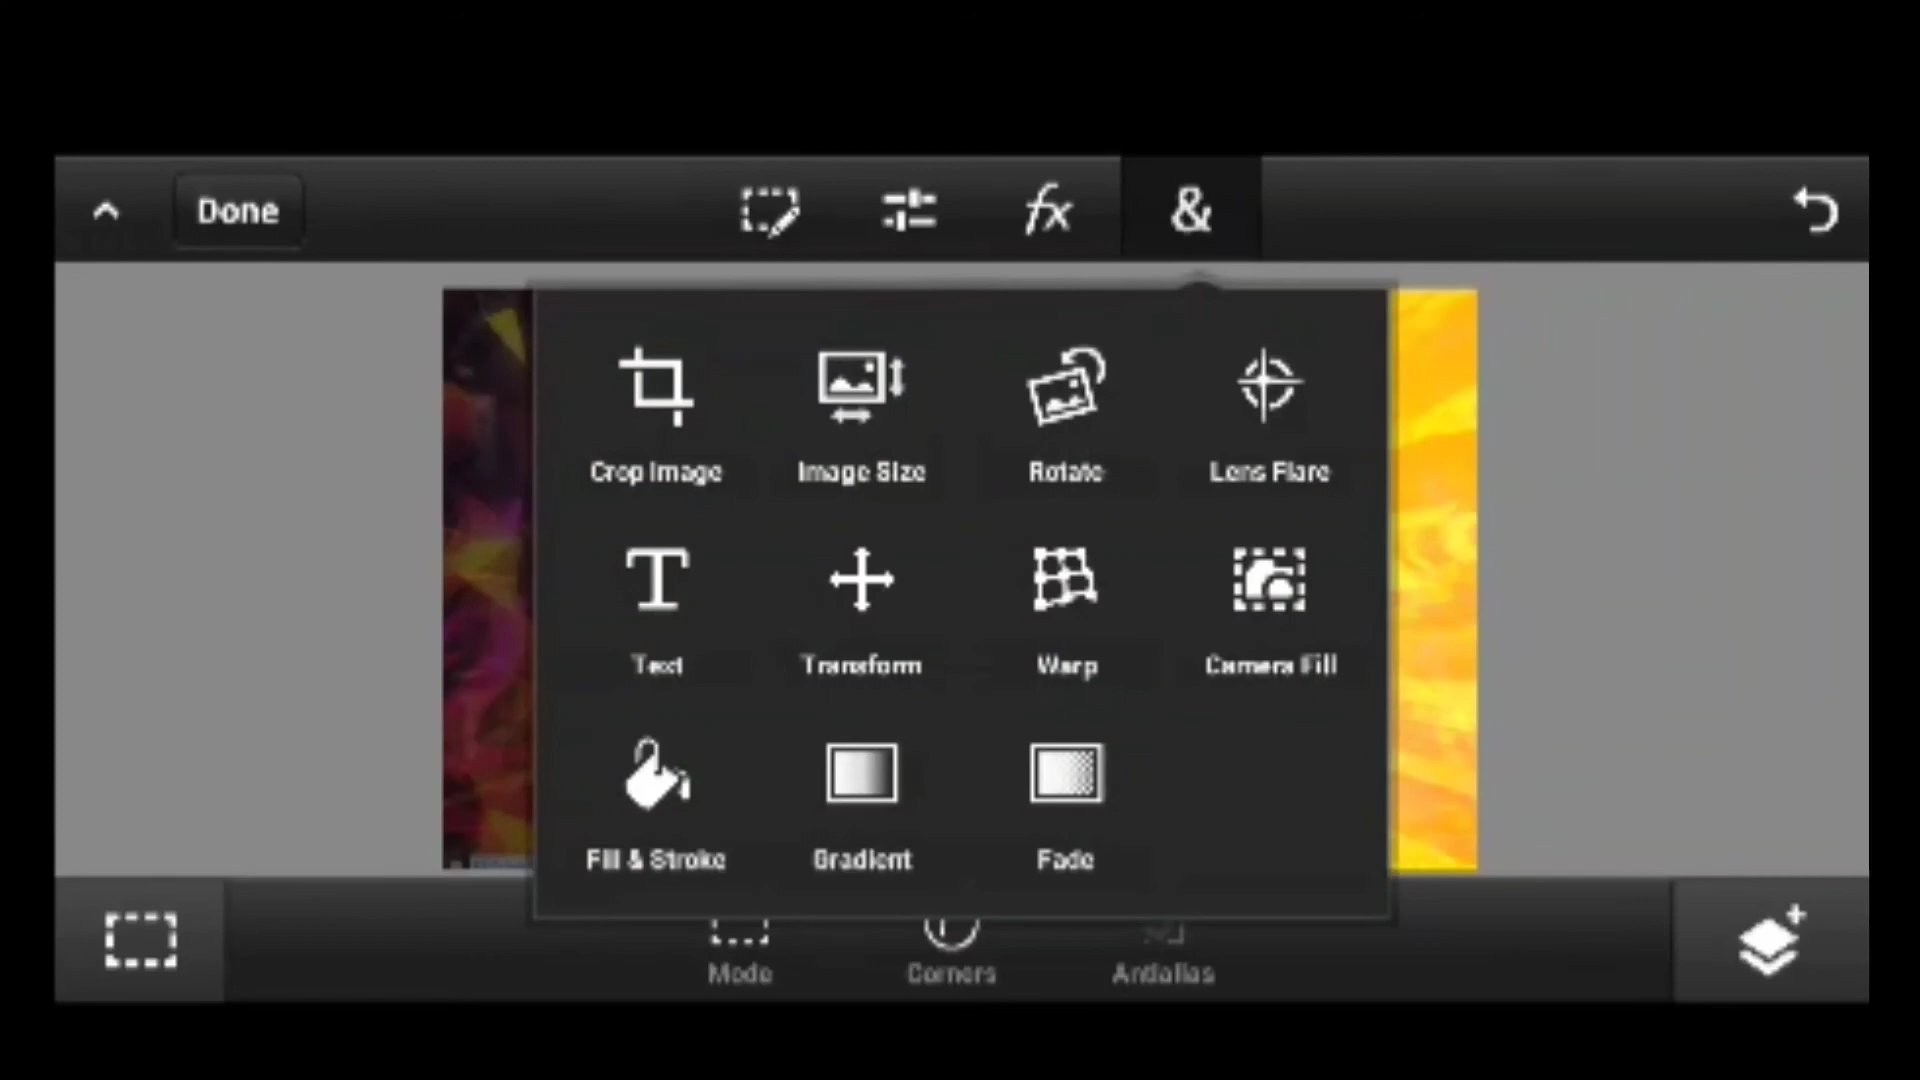 Done fx &
Crop Image Image Size Rotate Lens Flare
Text Transform Warp Camera Fill
Fill & Stroke Gradient Fade
Mode Corners Antialias